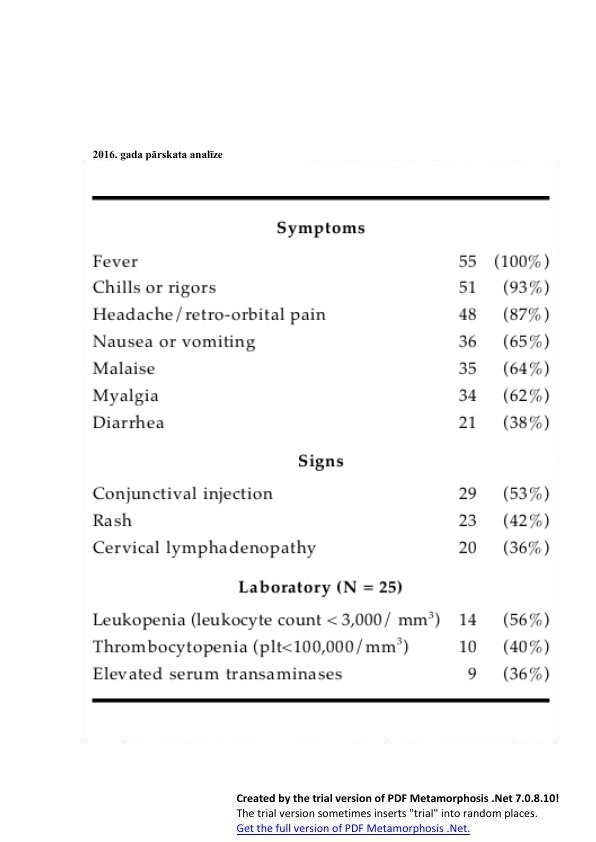 2016. gada pārskata analīze
Symptoms
Fever 55 (100%)
Chills or rigors 51 (93%)
Headache/retro-orbital pain 48 (87%)
Nausea or vomiting 36 (65%)
Malaise 35 (64%)
Myalgia 34 (62%)
Diarrhea 21 (38%)
Signs
Conjunctival injection 29 (53%)
Rash 23 (42%)
Cervical lymphadenopathy 20 (36%)
Laboratory (N = 25)
Leukopenia (leukocyte count < 3,000/ mm³) 14 (56%)
Thrombocytopenia (plt<100,000/mm³) 10 (40%)
Elevated serum transaminases 9 (36%)
Created by the trial version of PDF Metamorphosis .Net 7.0.8.10!
The trial version sometimes inserts "trial" into random places.
Get the full version of PDF Metamorphosis .Net.